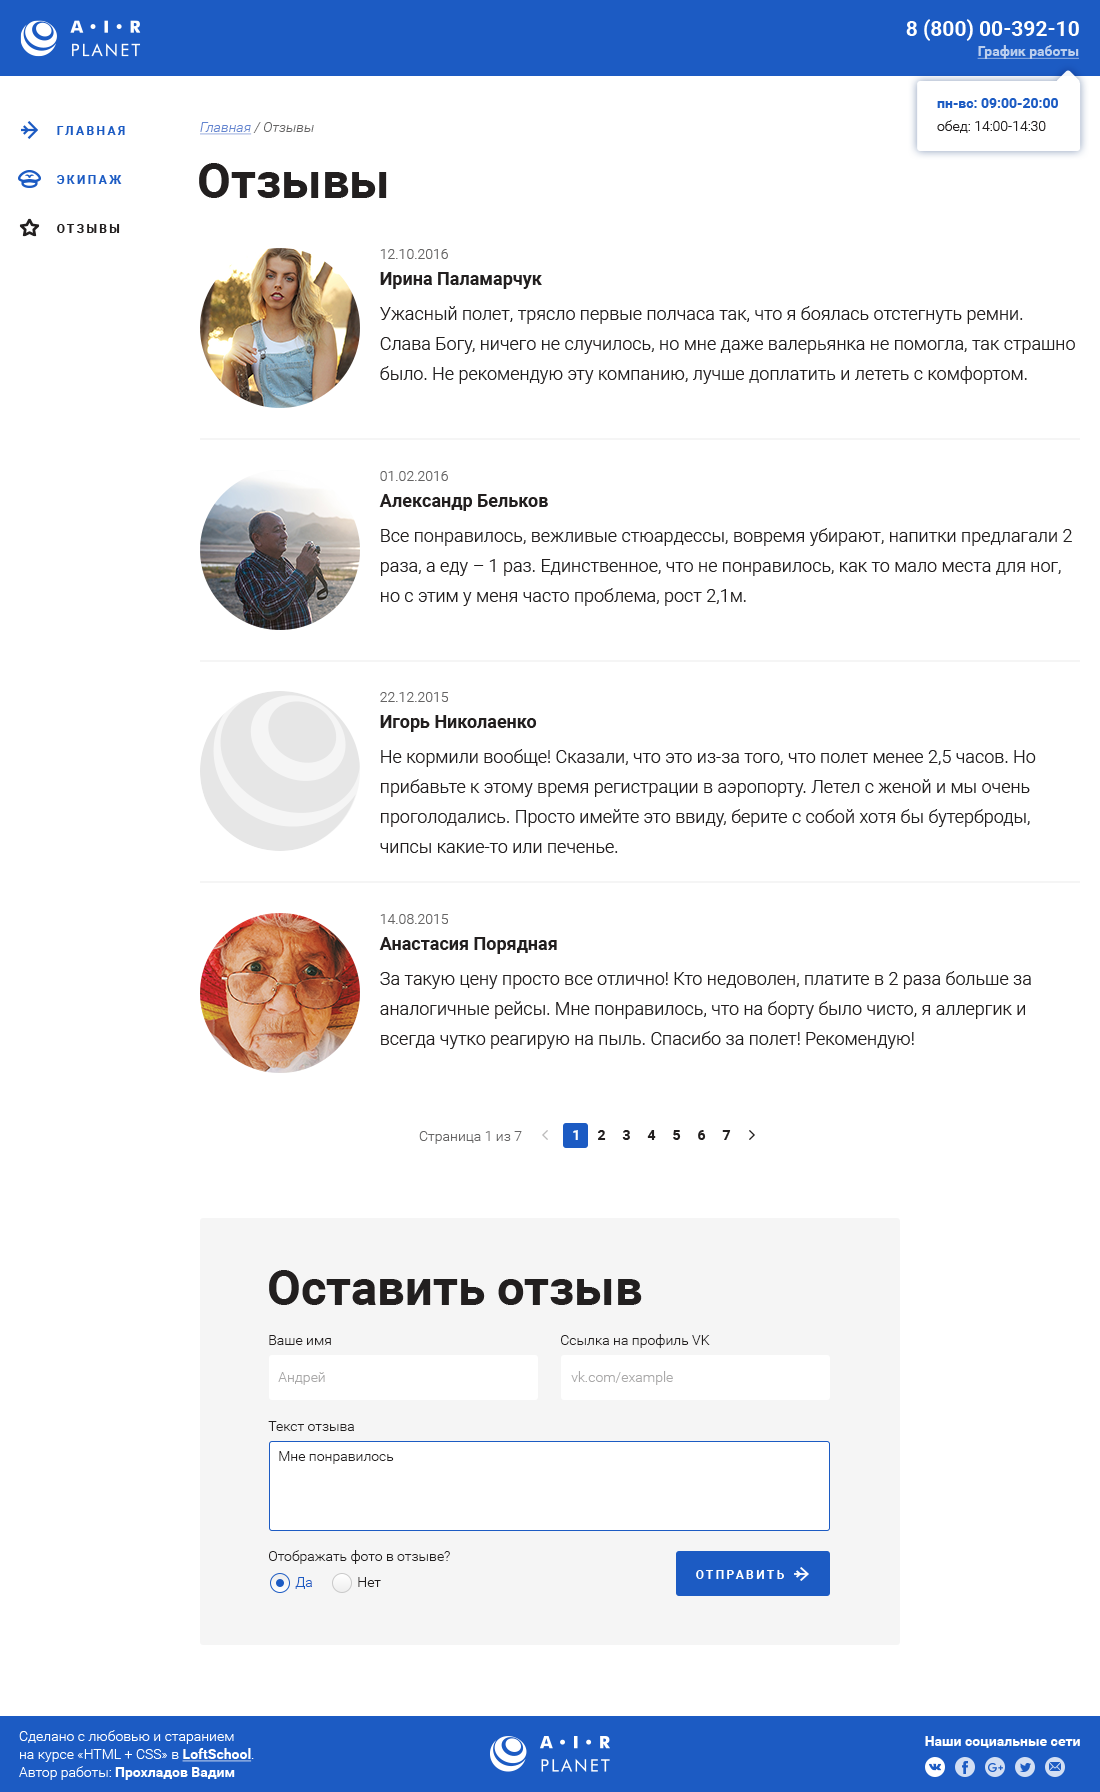 A·I·R
PLANET
8 (800) 00-392-10
График работы
пн-вс: 09:00-20:00
обед: 14:00-14:30
ГЛАВНАЯ
ЭКИПАЖ
ОТЗЫВЫ
Главная / Отзывы
Отзывы
12.10.2016
Ирина Паламарчук
Ужасный полет, трясло первые полчаса так, что я боялась отстегнуть ремни.
Слава Богу, ничего не случилось, но мне даже валерьянка не помогла, так страшно
было. Не рекомендую эту компанию, лучше доплатить и лететь с комфортом.
01.02.2016
Александр Бельков
Все понравилось, вежливые стюардессы, вовремя убирают, напитки предлагали 2
раза, а еду – 1 раз. Единственное, что не понравилось, как то мало места для ног,
но с этим у меня часто проблема, рост 2,1м.
22.12.2015
Игорь Николаенко
Не кормили вообще! Сказали, что это из-за того, что полет менее 2,5 часов. Но
прибавьте к этому время регистрации в аэропорту. Летел с женой и мы очень
проголодались. Просто имейте это ввиду, берите с собой хотя бы бутерброды,
чипсы какие-то или печенье.
14.08.2015
Анастасия Порядная
За такую цену просто все отлично! Кто недоволен, платите в 2 раза больше за
аналогичные рейсы. Мне понравилось, что на борту было чисто, я аллергик и
всегда чутко реагирую на пыль. Спасибо за полет! Рекомендую!
Страница 1 из 7 < 1 2 3 4 5 6 7 >
Оставить отзыв
Ваше имя
Ссылка на профиль VK
Андрей
vk.com/example
Текст отзыва
Мне понравилось
Отображать фото в отзыве?
Да Нет
ОТПРАВИТЬ
Сделано с любовью и старанием
на курсе «HTML + CSS» в LoftSchool.
Автор работы: Прохладов Вадим
A·I·R
PLANET
Наши социальные сети